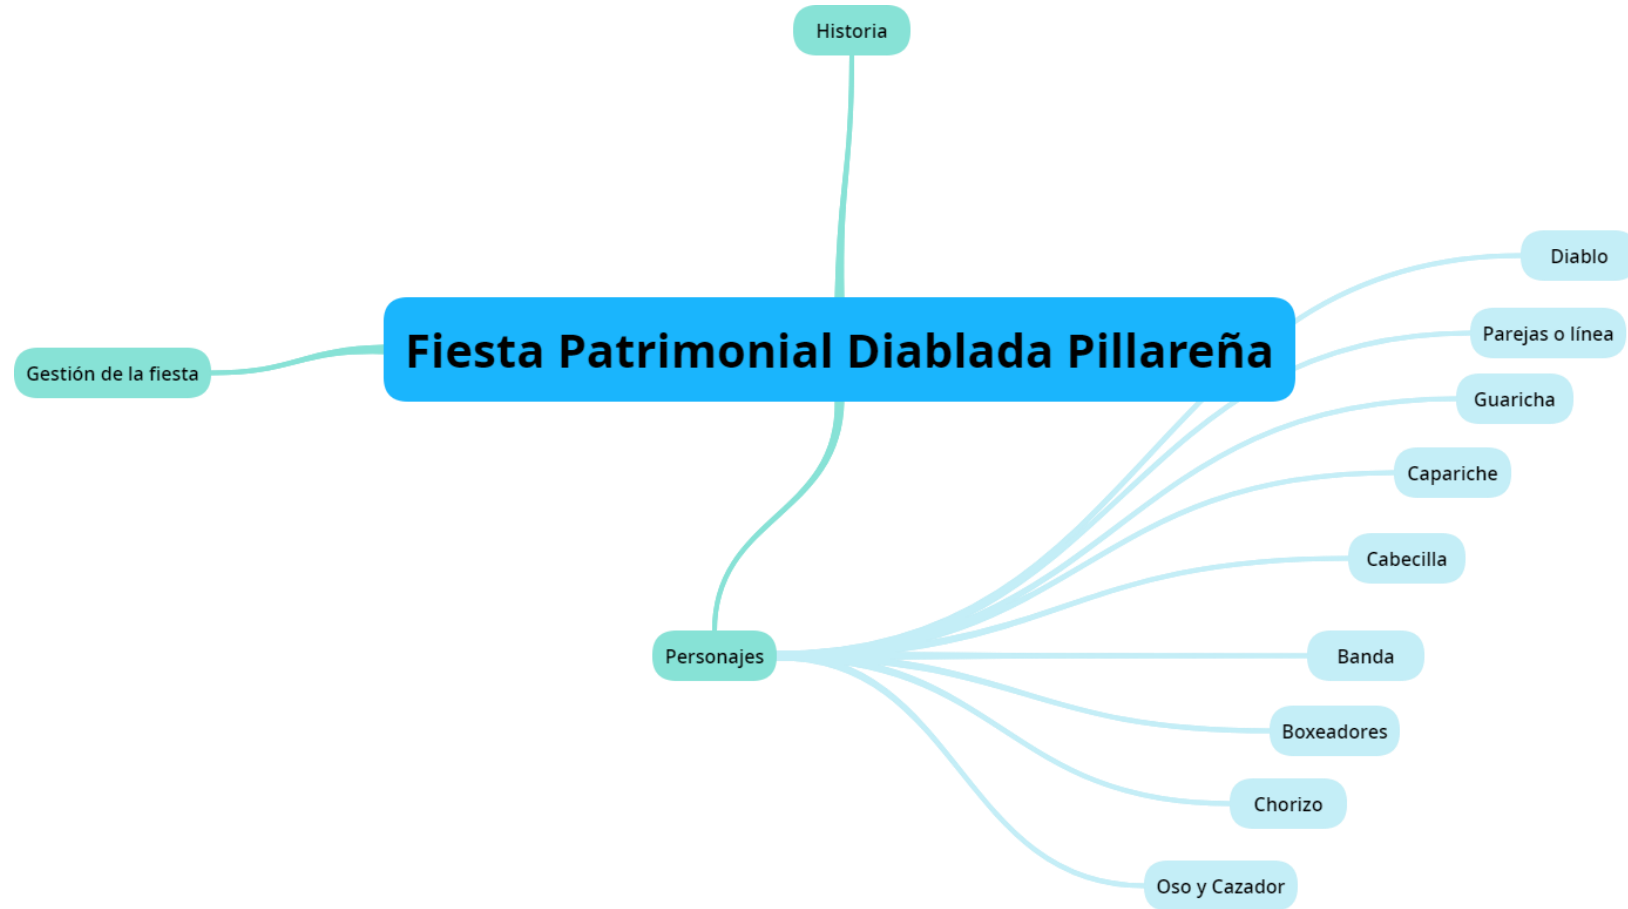 Historia
Diablo
Parejas o línea
Fiesta Patrimonial Diablada Pillareña
Gestión de la fiesta
Guaricha
Capariche
Cabecilla
Personajes
Banda
Boxeadores
Chorizo
Oso y Cazador